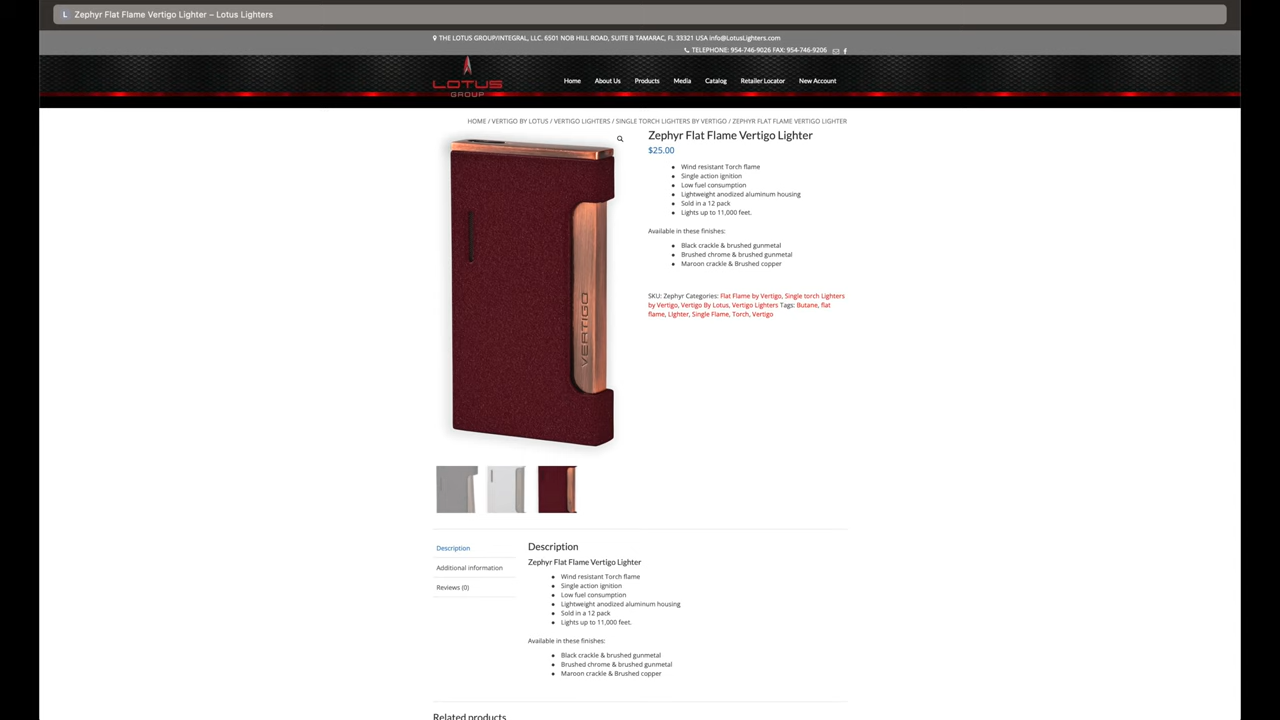 L Zephyr Flat Flame Vertigo Lighter – Lotus Lighters
THE LOTUS GROUP/INTEGRAL, LLC. 6501 NOB HILL ROAD, SUITE B TAMARAC, FL 33321 USA info@LotusLighters.com
TELEPHONE: 954-746-9026 FAX: 954-746-9206
LOTUS
GROUP
Home About Us Products Media Catalog Retailer Locator New Account
HOME / VERTIGO BY LOTUS / VERTIGO LIGHTERS / SINGLE TORCH LIGHTERS BY VERTIGO / ZEPHYR FLAT FLAME VERTIGO LIGHTER
Zephyr Flat Flame Vertigo Lighter
$25.00
Wind resistant Torch flame
Single action ignition
Low fuel consumption
Lightweight anodized aluminum housing
Sold in a 12 pack
Lights up to 11,000 feet.
Available in these finishes:
Black crackle & brushed gunmetal
Brushed chrome & brushed gunmetal
Maroon crackle & Brushed copper
SKU: Zephyr Categories: Flat Flame by Vertigo, Single torch Lighters
by Vertigo, Vertigo By Lotus, Vertigo Lighters Tags: Butane, flat
flame, Lighter, Single Flame, Torch, Vertigo
VERTIGO
Description
Additional information
Reviews (0)
Description
Zephyr Flat Flame Vertigo Lighter
Wind resistant Torch flame
Single action ignition
Low fuel consumption
Lightweight anodized aluminum housing
Sold in a 12 pack
Lights up to 11,000 feet.
Available in these finishes:
Black crackle & brushed gunmetal
Brushed chrome & brushed gunmetal
Maroon crackle & Brushed copper
Related products